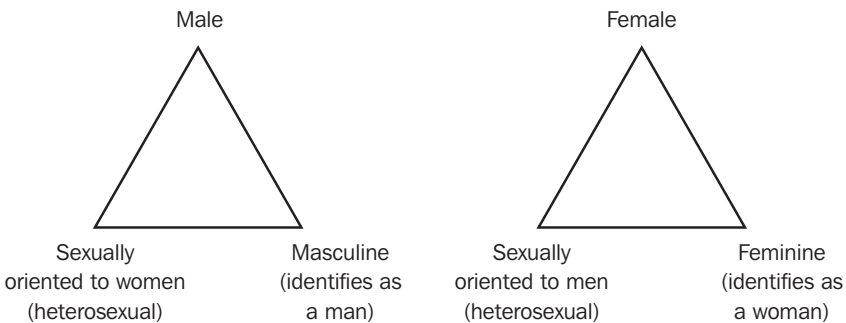 Male
Female
Sexually
oriented to women
(heterosexual)
Masculine
(identifies as
a man)
Sexually
oriented to men
(heterosexual)
Feminine
(identifies as
a woman)